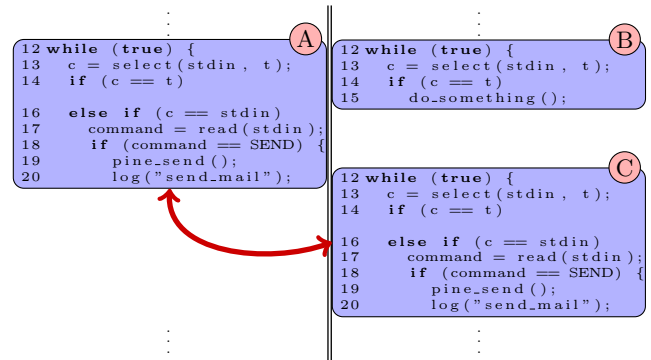 A
12 while (true) {
13 c = select(stdin, t);
14 if (c == t)
16 else if (c == stdin)
17 command = read(stdin);
18 if (command == SEND) {
19 pine_send();
20 log("send_mail");
B
12 while (true) {
13 c = select(stdin, t);
14 if (c == t)
15 do_something();
C
12 while (true) {
13 c = select(stdin, t);
14 if (c == t)
16 else if (c == stdin)
17 command = read(stdin);
18 if (command == SEND) {
19 pine_send();
20 log("send_mail");